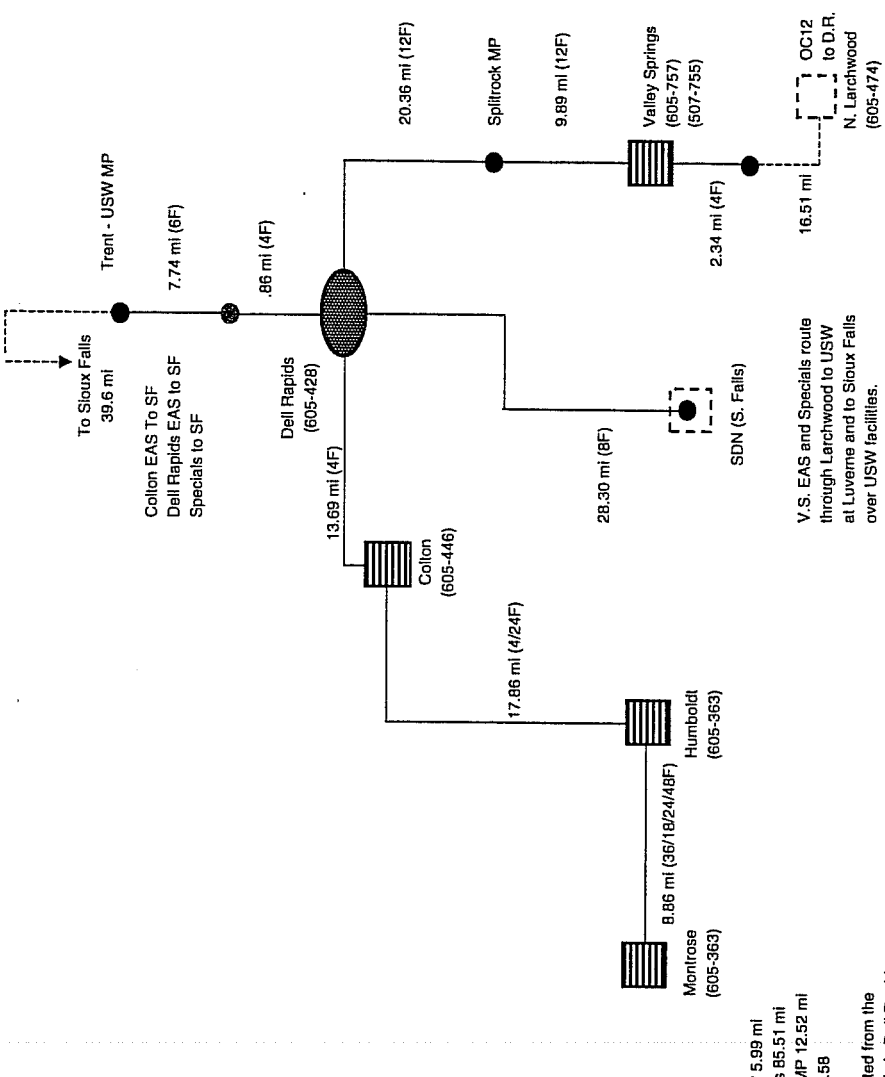 To Sioux Falls
39.6 mi
Trent - USW MP
7.74 mi (6F)
Colton EAS To SF
Dell Rapids EAS to SF
Specials to SF
.86 mi (4F)
Dell Rapids
(605-428)
13.69 mi (4F)
20.36 mi (12F)
Splitrock MP
9.89 mi (12F)
Colton
(605-446)
17.86 mi (4/24F)
28.30 mi (8F)
Valley Springs
(605-757)
(507-755)
Montrose
(605-363)
8.86 mi (36/18/24/48F)
Humboldt
(605-363)
SDN (S. Falls)
2.34 mi (4F)
16.51 mi
OC12
to D.R.
N. Larchwood
(605-474)
V.S. EAS and Specials route
through Larchwood to USW
at Luverne and to Sioux Falls
over USW facilities.
5.99 mi
85.51 mi
MP 12.52 mi
.58
from the